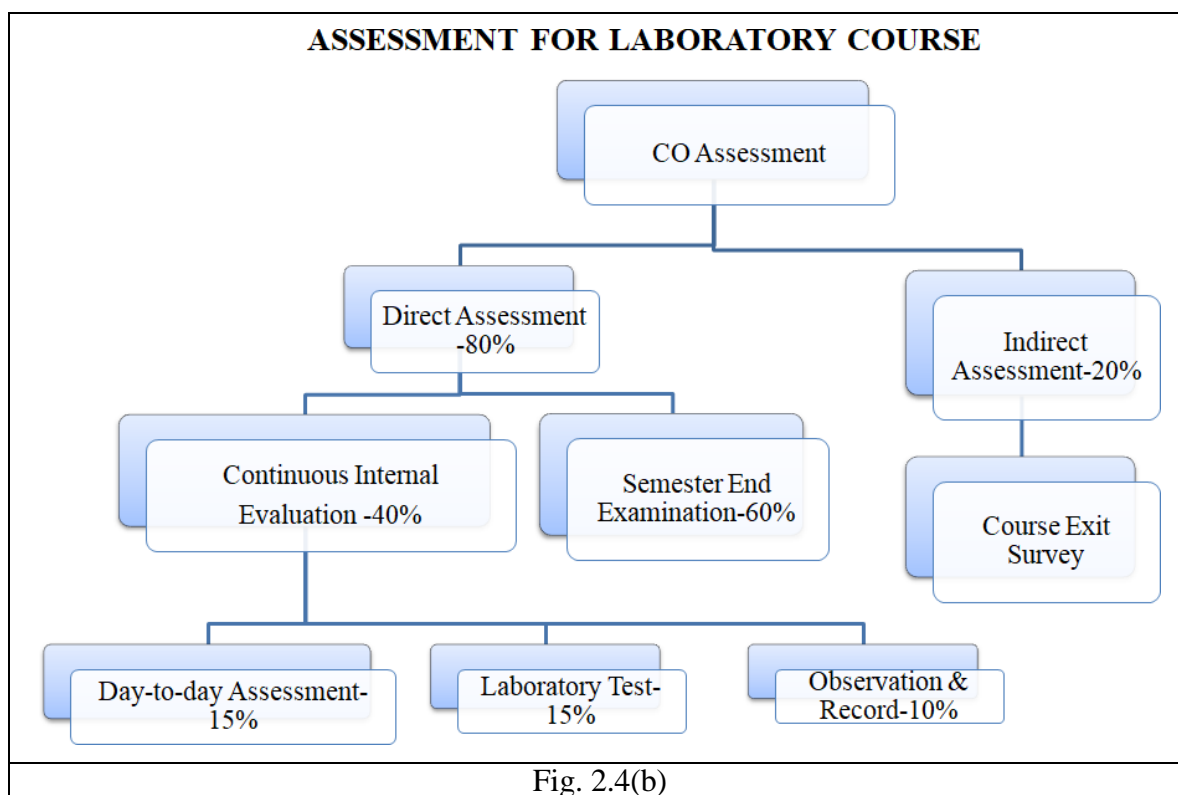 ASSESSMENT FOR LABORATORY COURSE
CO Assessment
Direct Assessment
-80%
Indirect
Assessment-20%
Continuous Internal
Evaluation -40%
Semester End
Examination-60%
Course Exit
Survey
Day-to-day Assessment-
15%
Laboratory Test-
15%
Observation &
Record-10%
Fig. 2.4(b)